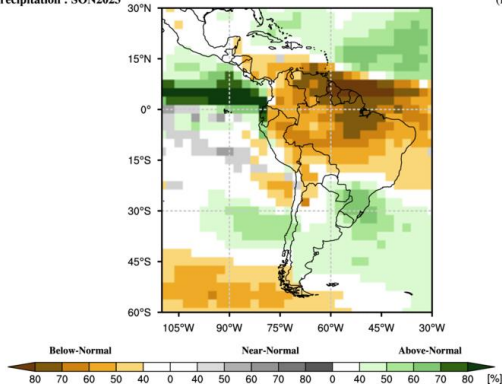 recipitation : SON2023
30°N
15°N
0°
15°S
30°S
45°S
60°S
105°W 90°W 75°W 60°W 45°W 30°W
Below-Normal Near-Normal Above-Normal
80 70 60 50 40 0 40 50 60 70 80 0 40 50 60 70 80 [%]